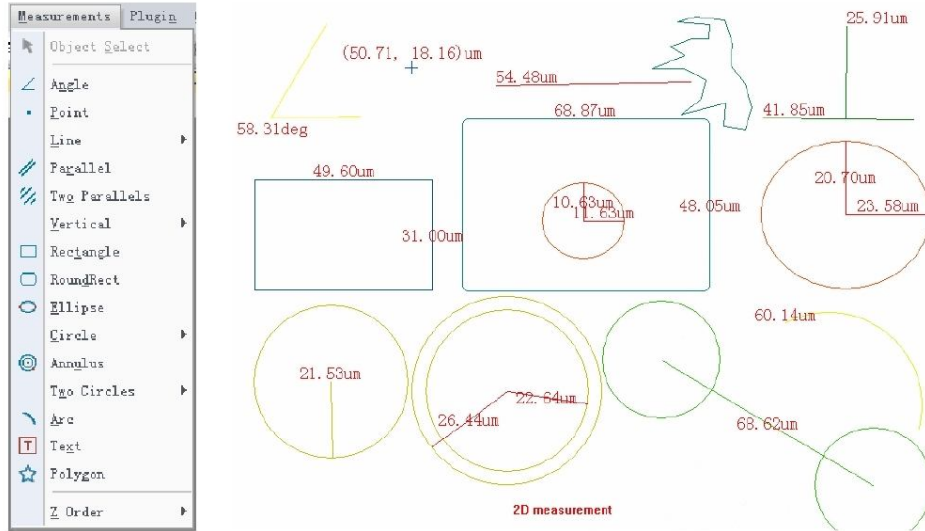 Measurements Plugin
Object Select
Angle
Point
Line
Parallel
Two Parallels
Vertical
Rectangle
RoundRect
Ellipse
Circle
Annulus
Two Circles
Arc
Text
Polygon
Z Order
(50.71, 18.16)um
25.91um
54.48um
58.31deg
68.87um
41.85um
49.60um
10.63um
11.63um
48.05um
20.70um
23.58um
31.00um
60.14um
21.53um
22.64um
26.44um
68.62um
2D measurement